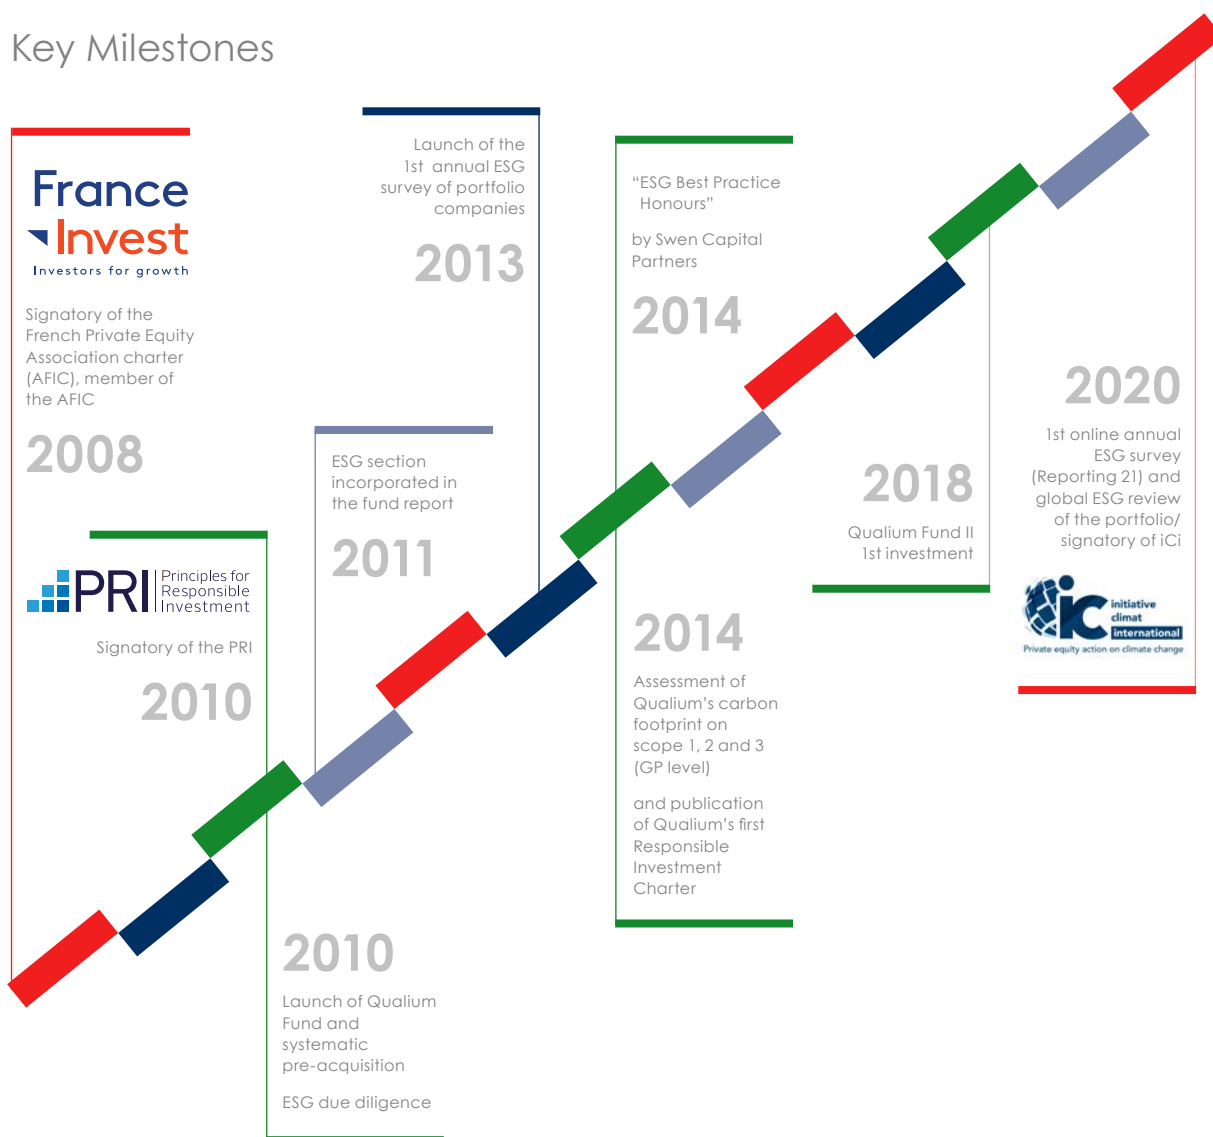 Key Milestones
France
Invest
Investors for growth
Signatory of the
French Private Equity
Association charter
(AFIC), member of
the AFIC
2008
PRI
Principles for
Responsible
Investment
Signatory of the PRI
2010
2010
Launch of Qualium
Fund and
systematic
pre-acquisition
ESG due diligence
ESG section
incorporated in
the fund report
2011
Launch of the
1st annual ESG
survey of portfolio
companies
2013
“ESG Best Practice
Honours”
by Swen Capital
Partners
2014
2014
Assessment of
Qualium’s carbon
footprint on
scope 1, 2 and 3
(GP level)
and publication
of Qualium’s first
Responsible
Investment
Charter
2018
Qualium Fund II
1st investment
2020
1st online annual
ESG survey
(Reporting 21) and
global ESG review
of the portfolio/
signatory of iCi
iC
initiative
climat
international
Private equity action on climate change